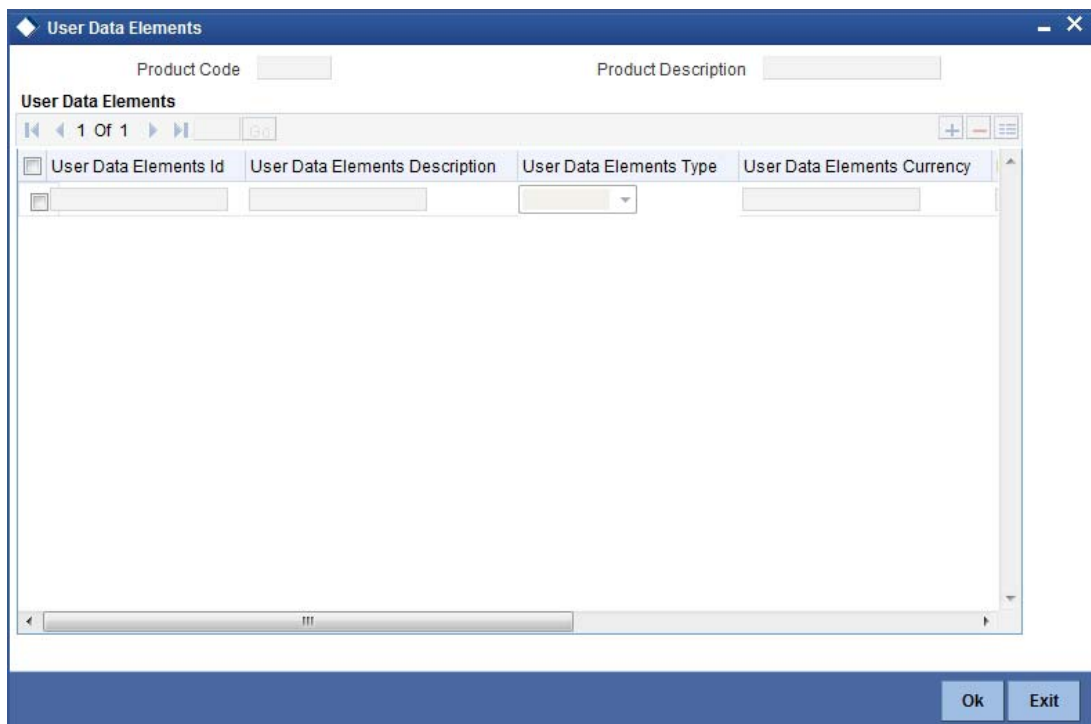 User Data Elements
Product Code Product Description
User Data Elements
1 Of 1 Go
User Data Elements Id User Data Elements Description User Data Elements Type User Data Elements Currency
Ok Exit